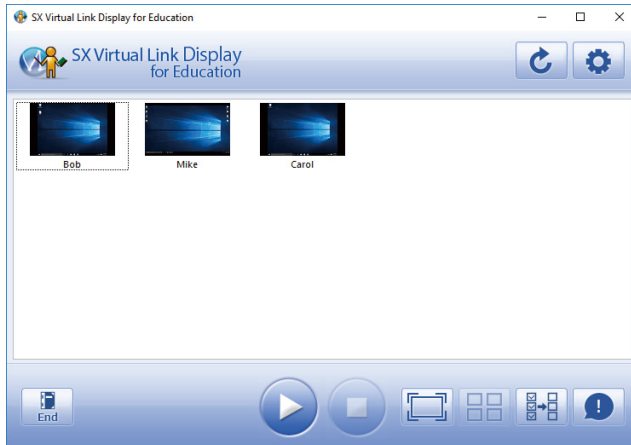 SX Virtual Link Display for Education
SX Virtual Link Display
for Education
Bob
Mike
Carol
End